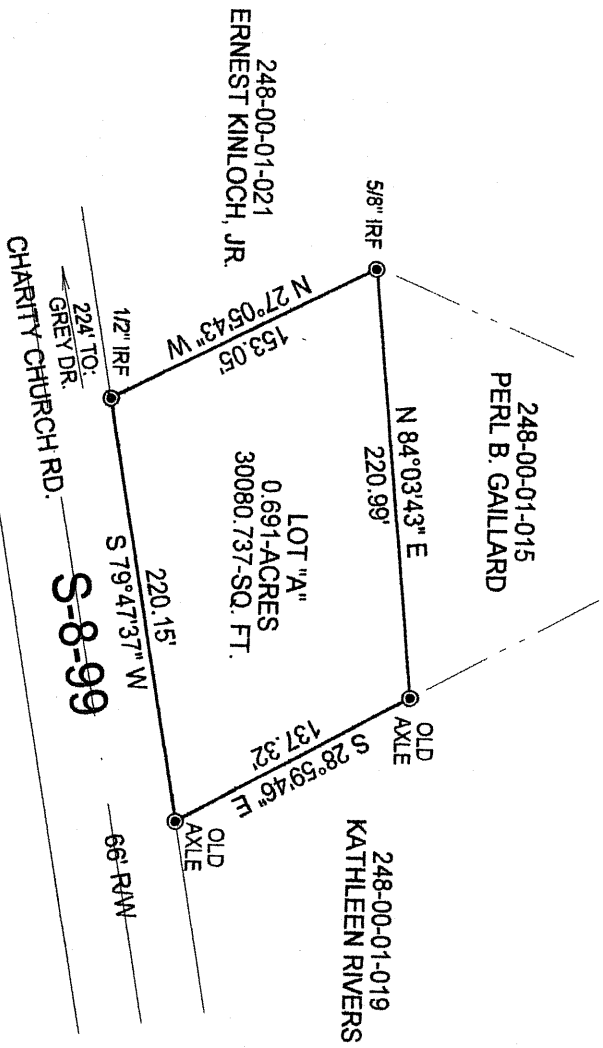 248-00-01-021
ERNEST KINLOCH, JR.
5/8" IRF
248-00-01-015
PERL B. GAILLARD
N 84°03'43" E
220.99'
N 27°05'43" W
153.05'
LOT "A"
0.691-ACRES
30080.737-SQ. FT.
OLD
AXLE
S 28°59'46" E
137.32'
248-00-01-019
KATHLEEN RIVERS
1/2" IRF
220.15'
S 79°47'37" W
OLD
AXLE
224' TO:
GREY DR.
CHARITY CHURCH RD.
S-8-99
66' R/W